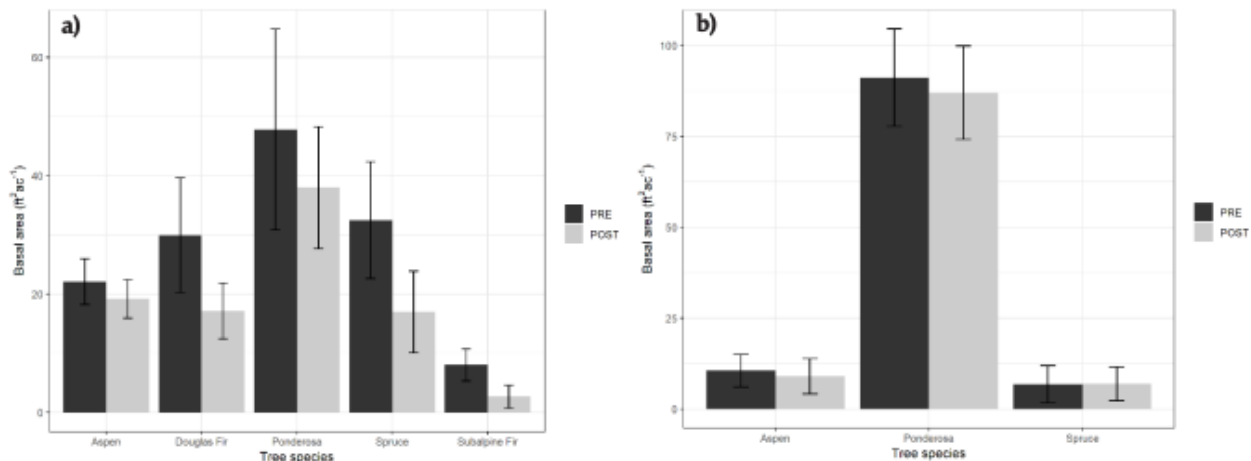 a)
Basal area (ft²ac⁻¹)
60
40
20
0
Aspen Douglas Fir Ponderosa Spruce Subalpine Fir
Tree species
PRE
POST
b)
Basal area (ft²ac⁻¹)
100
75
50
25
0
Aspen Ponderosa Spruce
Tree species
PRE
POST